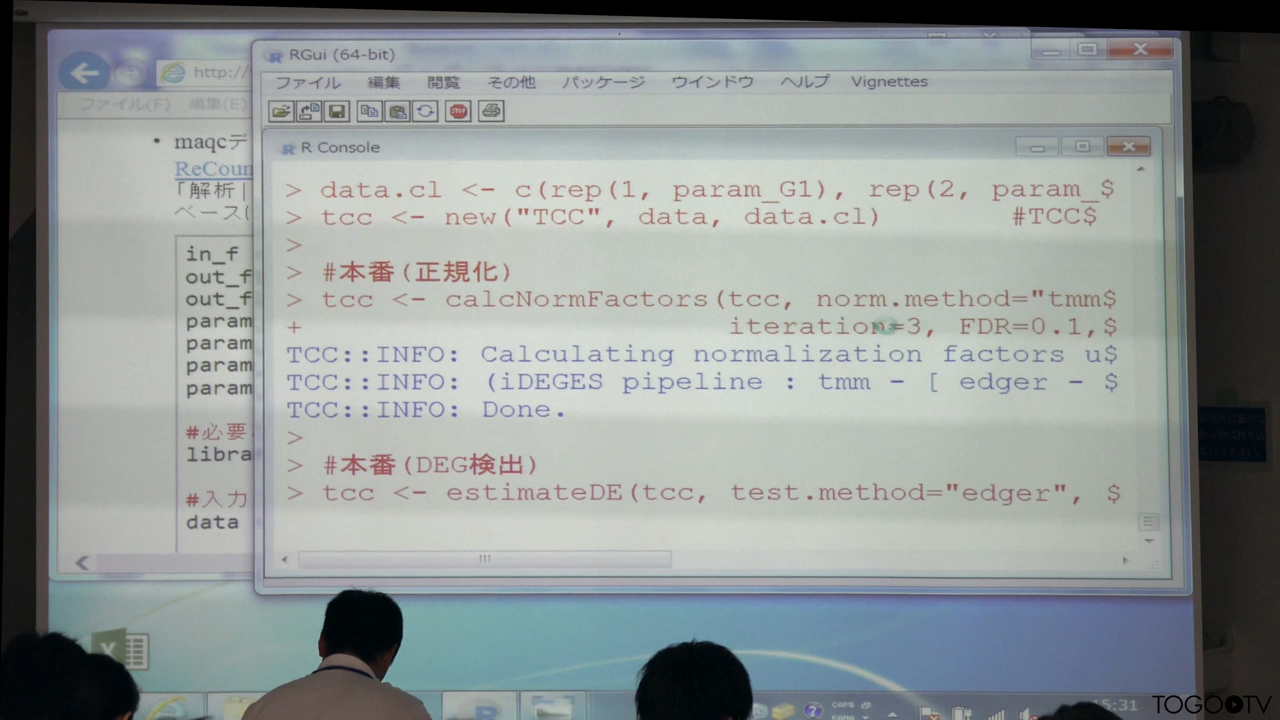 RGui (64-bit)
http://
ファイル 編集 閲覧 その他 パッケージ ウインドウ ヘルプ Vignettes
ファイル(F) 編集(E)
STOP
• maqcデ
R Console
ReCoun
「解析 |
ベース(
> data.cl <- c(rep(1, param_G1), rep(2, param_$
> tcc <- new("TCC", data, data.cl) #TCC$
>
> #本番(正規化)
> tcc <- calcNormFactors(tcc, norm.method="tmm$
+ iteration=3, FDR=0.1,$
TCC::INFO: Calculating normalization factors u$
TCC::INFO: (iDEGES pipeline : tmm - [ edger - $
TCC::INFO: Done.
>
> #本番(DEG検出)
> tcc <- estimateDE(tcc, test.method="edger", $
in_f
out_f
out_f
param
param
param
param
#必要
libra
#入力
data
CAPS
KANA
15:31
TOGOTV